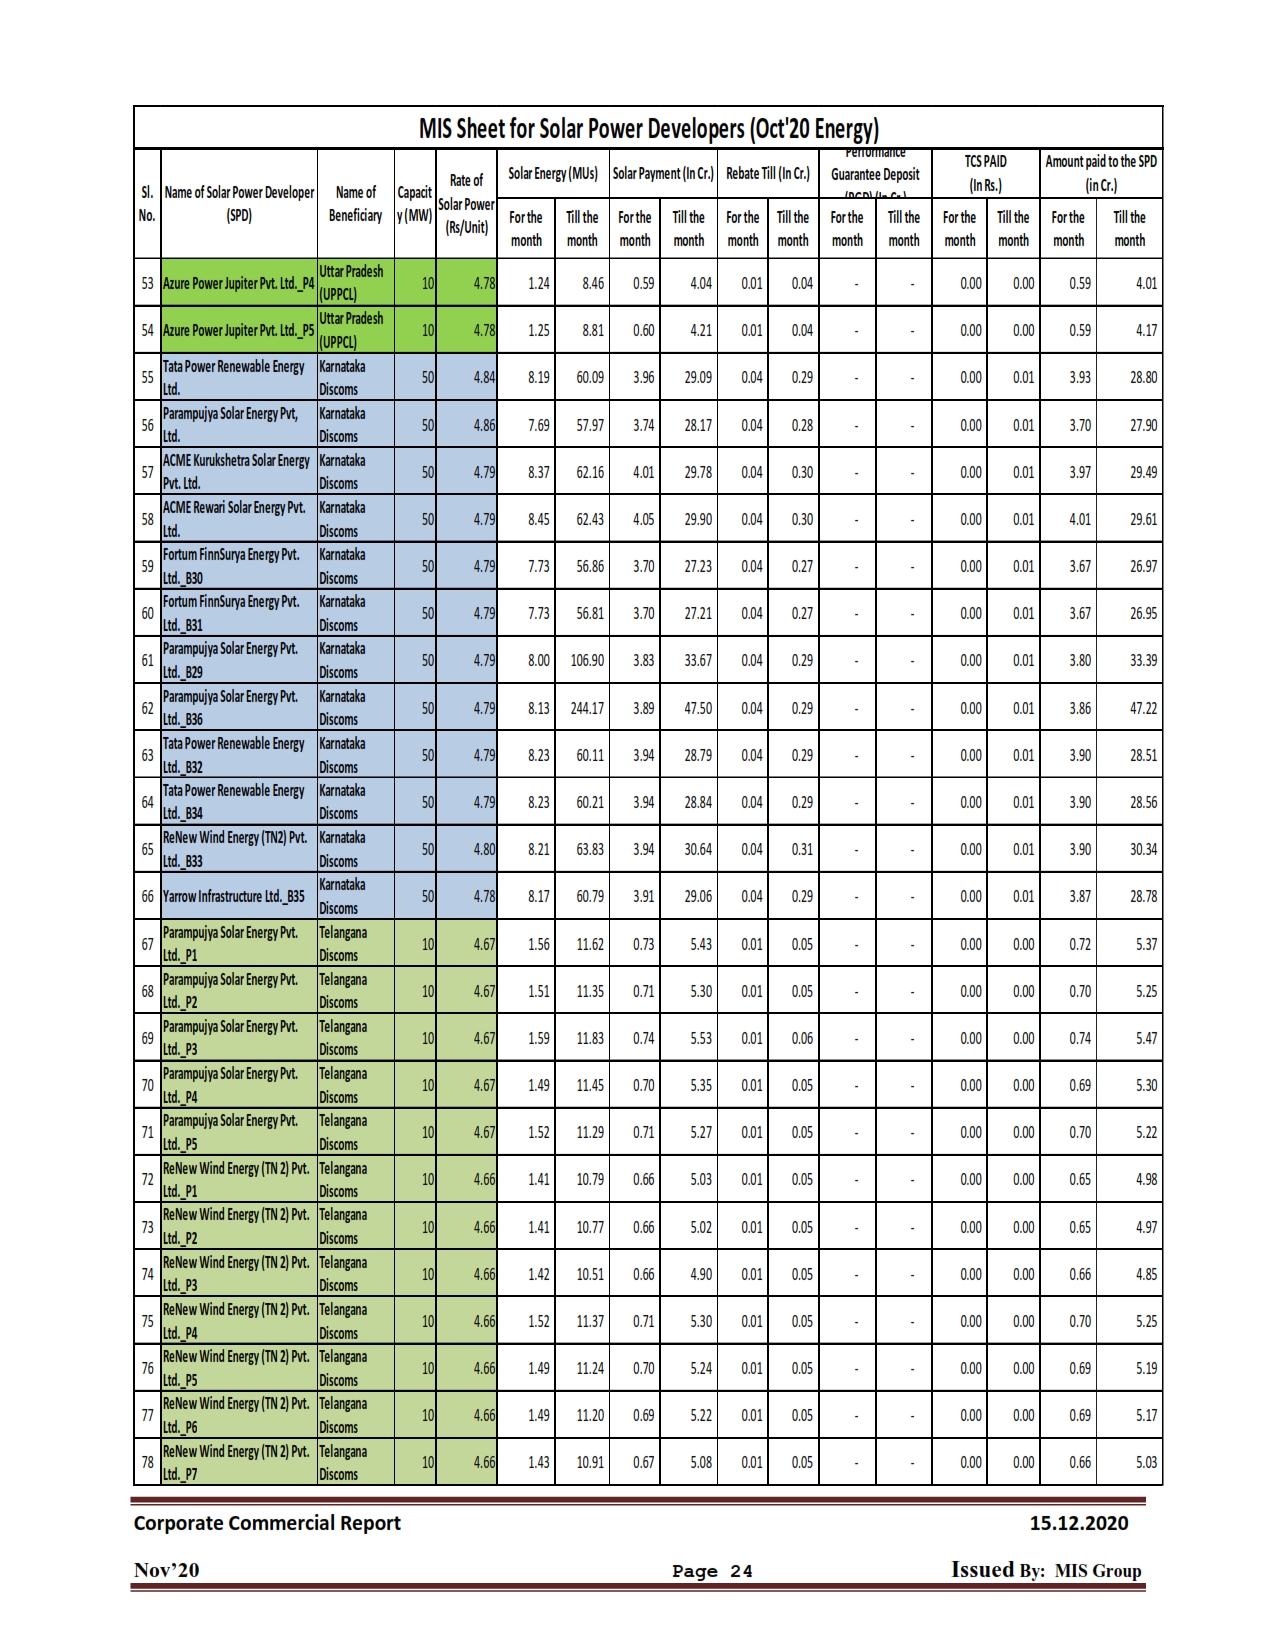 MIS Sheet for Solar Power Developers (Oct'20 Energy)
Sl. No. Name of Solar Power Developer (SPD) Name of Beneficiary Capacit y (MW) Rate of Solar Power (Rs/Unit) Solar Energy (MUs) Solar Payment (In Cr.) Rebate Till (In Cr.) Performance Guarantee Deposit (PGD) (In Cr.) TCS PAID (In Rs.) Amount paid to the SPD (in Cr.)
For the month Till the month For the month Till the month For the month Till the month For the month Till the month For the month Till the month For the month Till the month
53 Azure Power Jupiter Pvt. Ltd._P4 Uttar Pradesh (UPPCL) 10 4.78 1.24 8.46 0.59 4.04 0.01 0.04 - - 0.00 0.00 0.59 4.01
54 Azure Power Jupiter Pvt. Ltd._P5 Uttar Pradesh (UPPCL) 10 4.78 1.25 8.81 0.60 4.21 0.01 0.04 - - 0.00 0.00 0.59 4.17
55 Tata Power Renewable Energy Ltd. Karnataka Discoms 50 4.84 8.19 60.09 3.96 29.09 0.04 0.29 - - 0.00 0.01 3.93 28.80
56 Parampujya Solar Energy Pvt, Ltd. Karnataka Discoms 50 4.86 7.69 57.97 3.74 28.17 0.04 0.28 - - 0.00 0.01 3.70 27.90
57 ACME Kurukshetra Solar Energy Pvt. Ltd. Karnataka Discoms 50 4.79 8.37 62.16 4.01 29.78 0.04 0.30 - - 0.00 0.01 3.97 29.49
58 ACME Rewari Solar Energy Pvt. Ltd. Karnataka Discoms 50 4.79 8.45 62.43 4.05 29.90 0.04 0.30 - - 0.00 0.01 4.01 29.61
59 Fortum FinnSurya Energy Pvt. Ltd._B30 Karnataka Discoms 50 4.79 7.73 56.86 3.70 27.23 0.04 0.27 - - 0.00 0.01 3.67 26.97
60 Fortum FinnSurya Energy Pvt. Ltd._B31 Karnataka Discoms 50 4.79 7.73 56.81 3.70 27.21 0.04 0.27 - - 0.00 0.01 3.67 26.95
61 Parampujya Solar Energy Pvt. Ltd._B29 Karnataka Discoms 50 4.79 8.00 106.90 3.83 33.67 0.04 0.29 - - 0.00 0.01 3.80 33.39
62 Parampujya Solar Energy Pvt. Ltd._B36 Karnataka Discoms 50 4.79 8.13 244.17 3.89 47.50 0.04 0.29 - - 0.00 0.01 3.86 47.22
63 Tata Power Renewable Energy Ltd._B32 Karnataka Discoms 50 4.79 8.23 60.11 3.94 28.79 0.04 0.29 - - 0.00 0.01 3.90 28.51
64 Tata Power Renewable Energy Ltd._B34 Karnataka Discoms 50 4.79 8.23 60.21 3.94 28.84 0.04 0.29 - - 0.00 0.01 3.90 28.56
65 ReNew Wind Energy (TN2) Pvt. Ltd._B33 Karnataka Discoms 50 4.80 8.21 63.83 3.94 30.64 0.04 0.31 - - 0.00 0.01 3.90 30.34
66 Yarrow Infrastructure Ltd._B35 Karnataka Discoms 50 4.78 8.17 60.79 3.91 29.06 0.04 0.29 - - 0.00 0.01 3.87 28.78
67 Parampujya Solar Energy Pvt. Ltd._P1 Telangana Discoms 10 4.67 1.56 11.62 0.73 5.43 0.01 0.05 - - 0.00 0.00 0.72 5.37
68 Parampujya Solar Energy Pvt. Ltd._P2 Telangana Discoms 10 4.67 1.51 11.35 0.71 5.30 0.01 0.05 - - 0.00 0.00 0.70 5.25
69 Parampujya Solar Energy Pvt. Ltd._P3 Telangana Discoms 10 4.67 1.59 11.83 0.74 5.53 0.01 0.06 - - 0.00 0.00 0.74 5.47
70 Parampujya Solar Energy Pvt. Ltd._P4 Telangana Discoms 10 4.67 1.49 11.45 0.70 5.35 0.01 0.05 - - 0.00 0.00 0.69 5.30
71 Parampujya Solar Energy Pvt. Ltd._P5 Telangana Discoms 10 4.67 1.52 11.29 0.71 5.27 0.01 0.05 - - 0.00 0.00 0.70 5.22
72 ReNew Wind Energy (TN 2) Pvt. Ltd._P1 Telangana Discoms 10 4.66 1.41 10.79 0.66 5.03 0.01 0.05 - - 0.00 0.00 0.65 4.98
73 ReNew Wind Energy (TN 2) Pvt. Ltd._P2 Telangana Discoms 10 4.66 1.41 10.77 0.66 5.02 0.01 0.05 - - 0.00 0.00 0.65 4.97
74 ReNew Wind Energy (TN 2) Pvt. Ltd._P3 Telangana Discoms 10 4.66 1.42 10.51 0.66 4.90 0.01 0.05 - - 0.00 0.00 0.66 4.85
75 ReNew Wind Energy (TN 2) Pvt. Ltd._P4 Telangana Discoms 10 4.66 1.52 11.37 0.71 5.30 0.01 0.05 - - 0.00 0.00 0.70 5.25
76 ReNew Wind Energy (TN 2) Pvt. Ltd._P5 Telangana Discoms 10 4.66 1.49 11.24 0.70 5.24 0.01 0.05 - - 0.00 0.00 0.69 5.19
77 ReNew Wind Energy (TN 2) Pvt. Ltd._P6 Telangana Discoms 10 4.66 1.49 11.20 0.69 5.22 0.01 0.05 - - 0.00 0.00 0.69 5.17
78 ReNew Wind Energy (TN 2) Pvt. Ltd._P7 Telangana Discoms 10 4.66 1.43 10.91 0.67 5.08 0.01 0.05 - - 0.00 0.00 0.66 5.03
Corporate Commercial Report 15.12.2020
Nov’20 Page 24 Issued By: MIS Group